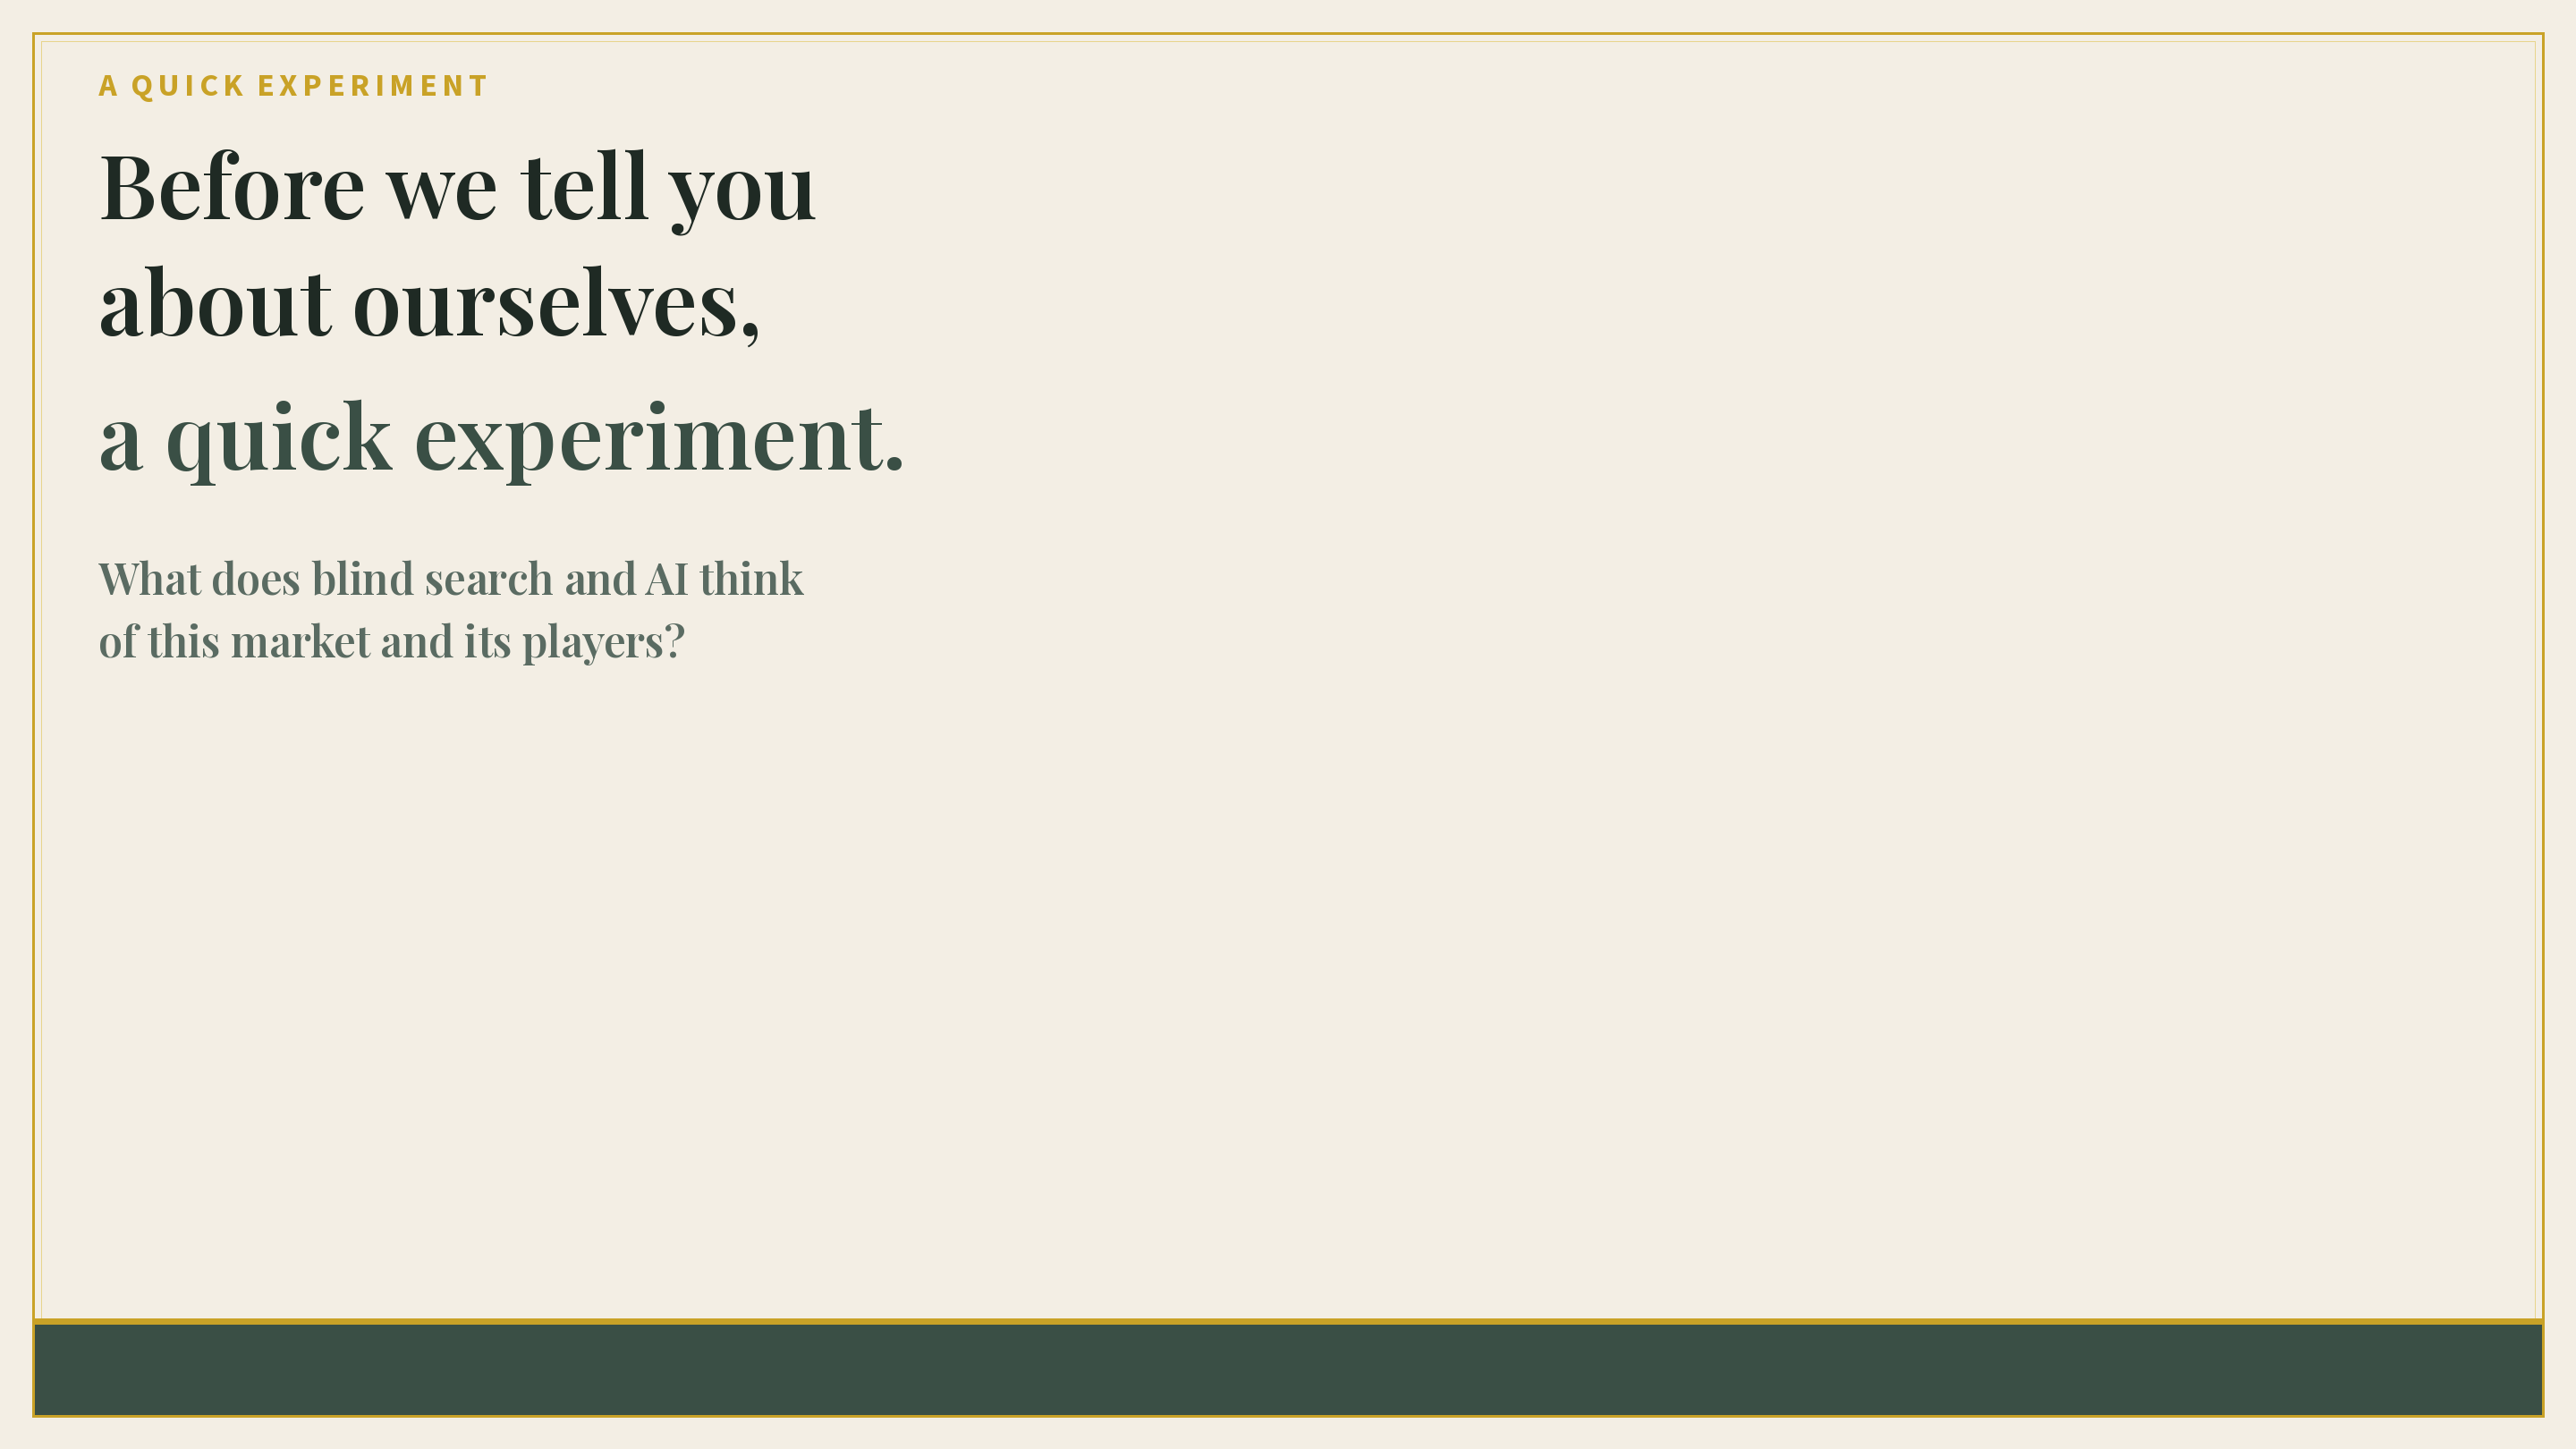 A QUICK EXPERIMENT
Before we tell you
about ourselves,
a quick experiment.
What does blind search and AI think
of this market and its players?